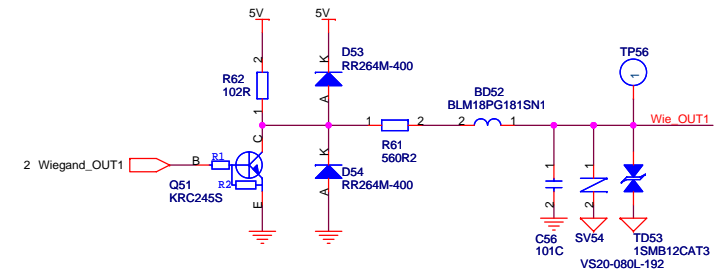 5V
5V
2
R62
102R
1
K
D53
RR264M-400
A
TP56
1
BD52
BLM18PG181SN1
1
2
2
1
Wie_OUT1
R61
560R2
C
2 Wiegand_OUT1
B
R1
R2
E
Q51
KRC245S
K
D54
RR264M-400
A
1
2
C56
101C
1
2
SV54
VS20-080L-192
TD53
1SMB12CAT3